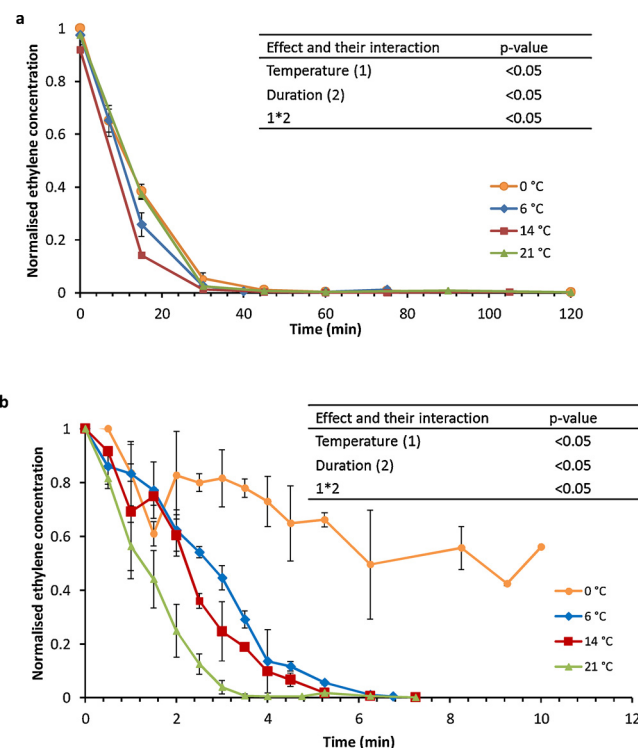 a
Effect and their interaction p-value
Temperature (1) <0.05
Duration (2) <0.05
1*2 <0.05
Normalised ethylene concentration
1
0.8
0.6
0.4
0.2
0
0 °C
6 °C
14 °C
21 °C
0 20 40 60 80 100 120
Time (min)
b
Effect and their interaction p-value
Temperature (1) <0.05
Duration (2) <0.05
1*2 <0.05
Normalised ethylene concentration
1
0.8
0.6
0.4
0.2
0
0 °C
6 °C
14 °C
21 °C
0 2 4 6 8 10 12
Time (min)